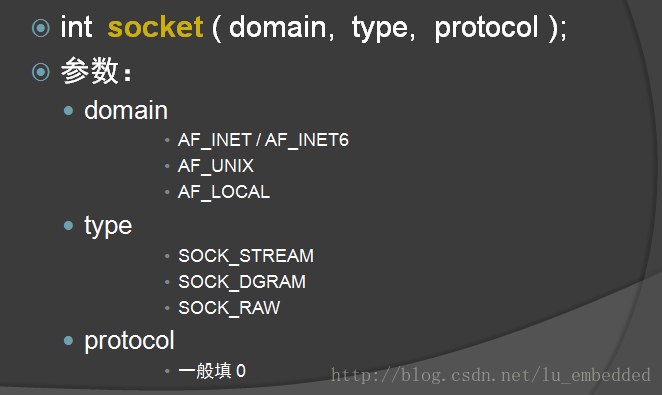 int socket ( domain, type, protocol );
参数：
domain
AF_INET / AF_INET6
AF_UNIX
AF_LOCAL
type
SOCK_STREAM
SOCK_DGRAM
SOCK_RAW
protocol
一般填 0
http://blog.csdn.net/lu_embedded